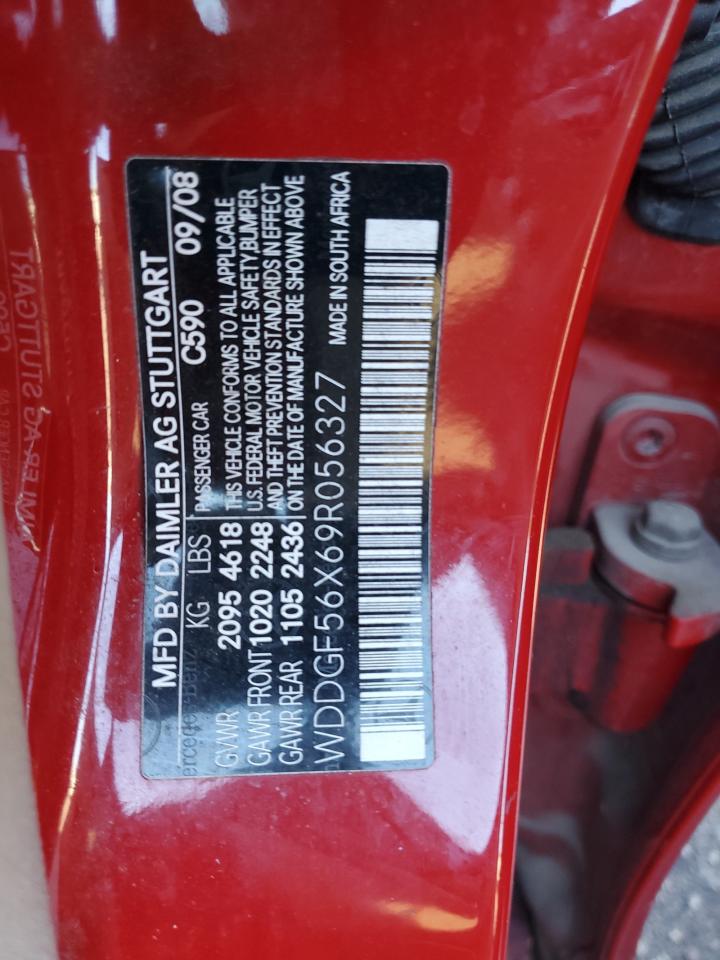 MFD BY DAIMLER AG STUTTGART
Mercedes-Benz KG LBS PASSENGER CAR C590 09/08
GVWR 2095 4618 THIS VEHICLE CONFORMS TO ALL APPLICABLE
GAWR FRONT 1020 2248 U.S. FEDERAL MOTOR VEHICLE SAFETY, BUMPER
AND THEFT PREVENTION STANDARDS IN EFFECT
GAWR REAR 1105 2436 ON THE DATE OF MANUFACTURE SHOWN ABOVE
WDDGF56X69R056327 MADE IN SOUTH AFRICA